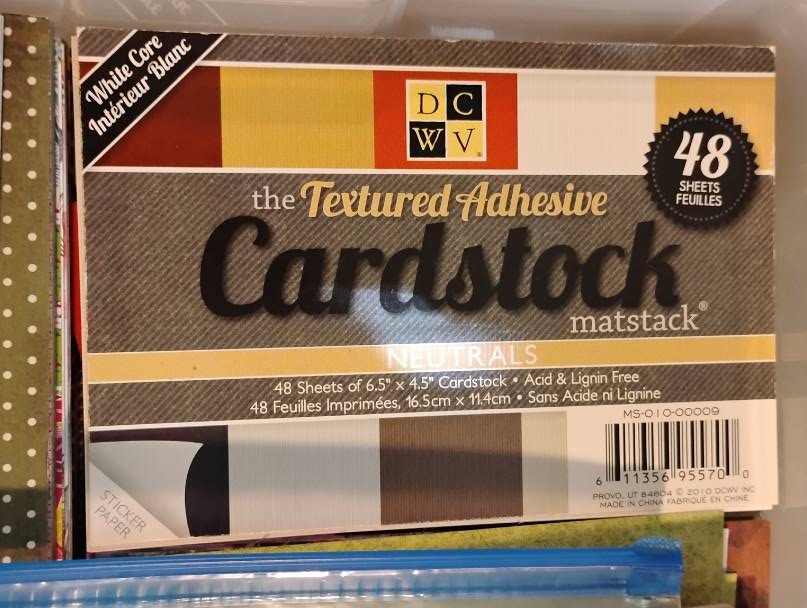 White Core
Intérieur Blanc
D C
W V®
48
SHEETS
FEUILLES
the Textured Adhesive
Cardstock
matstack®
NEUTRALS
48 Sheets of 6.5" x 4.5" Cardstock • Acid & Lignin Free
48 Feuilles Imprimées, 16.5cm x 11.4cm • Sans Acide ni Lignine
MS-010-00009
6 11356 95570 0
PROVO, UT 84604 © 2010 DCWV INC
MADE IN CHINA FABRIQUÉ EN CHINE
STICKER
PAPER